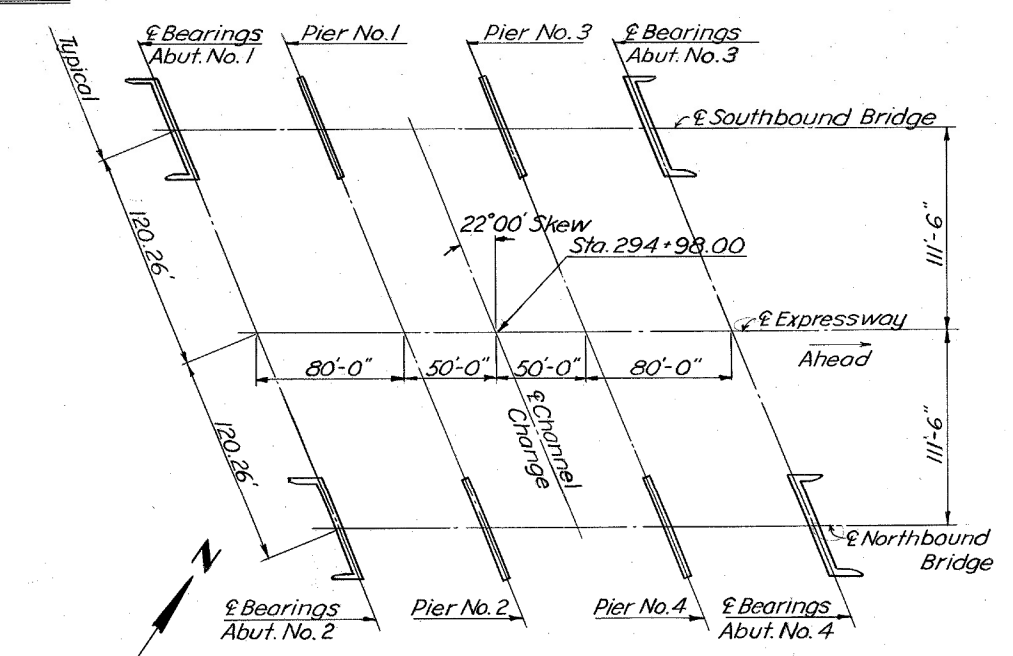 ℄ Bearings
Abut. No. 1
Pier No. 1
Pier No. 3
℄ Bearings
Abut. No. 3
Typical
℄ Southbound Bridge
22°00' Skew
Sta. 294+98.00
120.26'
111'-6"
℄ Expressway
Ahead
80'-0"
50'-0"
50'-0"
80'-0"
℄ Channel
Change
120.26'
111'-6"
℄ Northbound
Bridge
N
℄ Bearings
Abut. No. 2
Pier No. 2
Pier No. 4
℄ Bearings
Abut. No. 4